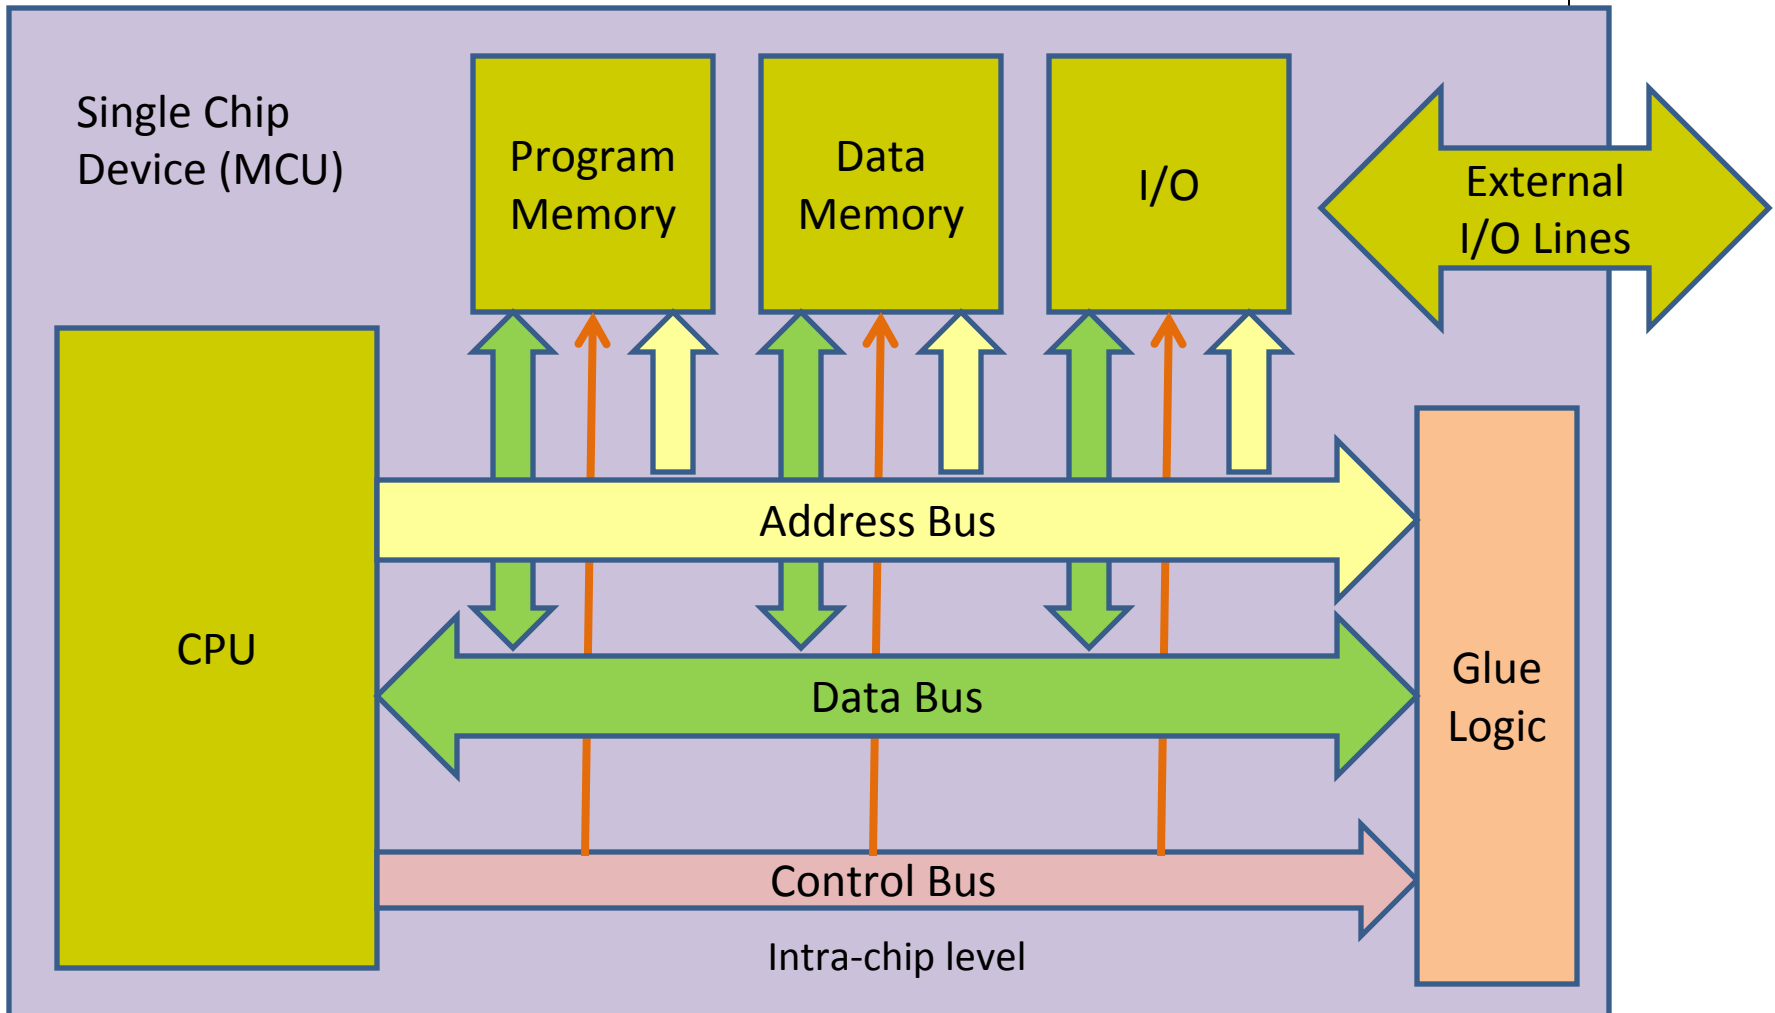 Single Chip
Device (MCU)
Program
Memory
Data
Memory
I/O
External
I/O Lines
CPU
Address Bus
Data Bus
Glue
Logic
Control Bus
Intra-chip level